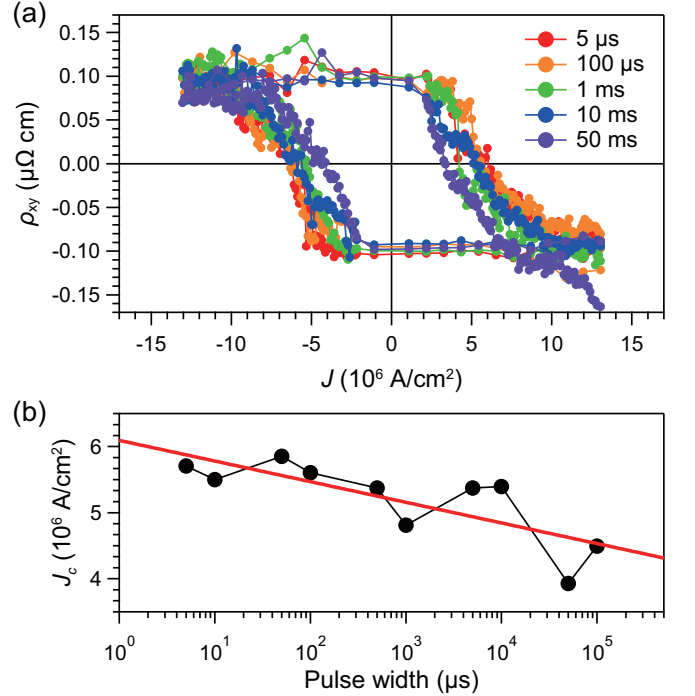 (a)
0.15
0.10
0.05
0.00
-0.05
-0.10
-0.15
ρxy (μΩ cm)
5 μs
100 μs
1 ms
10 ms
50 ms
-15 -10 -5 0 5 10 15
J (10⁶ A/cm²)
(b)
6
5
4
Jc (10⁶ A/cm²)
10⁰ 10¹ 10² 10³ 10⁴ 10⁵
Pulse width (μs)